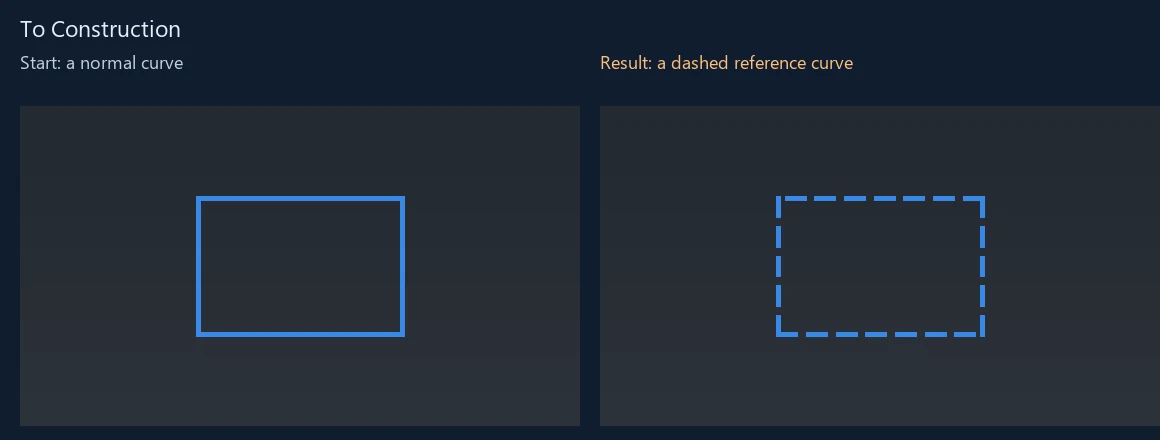 To Construction
Start: a normal curve
Result: a dashed reference curve